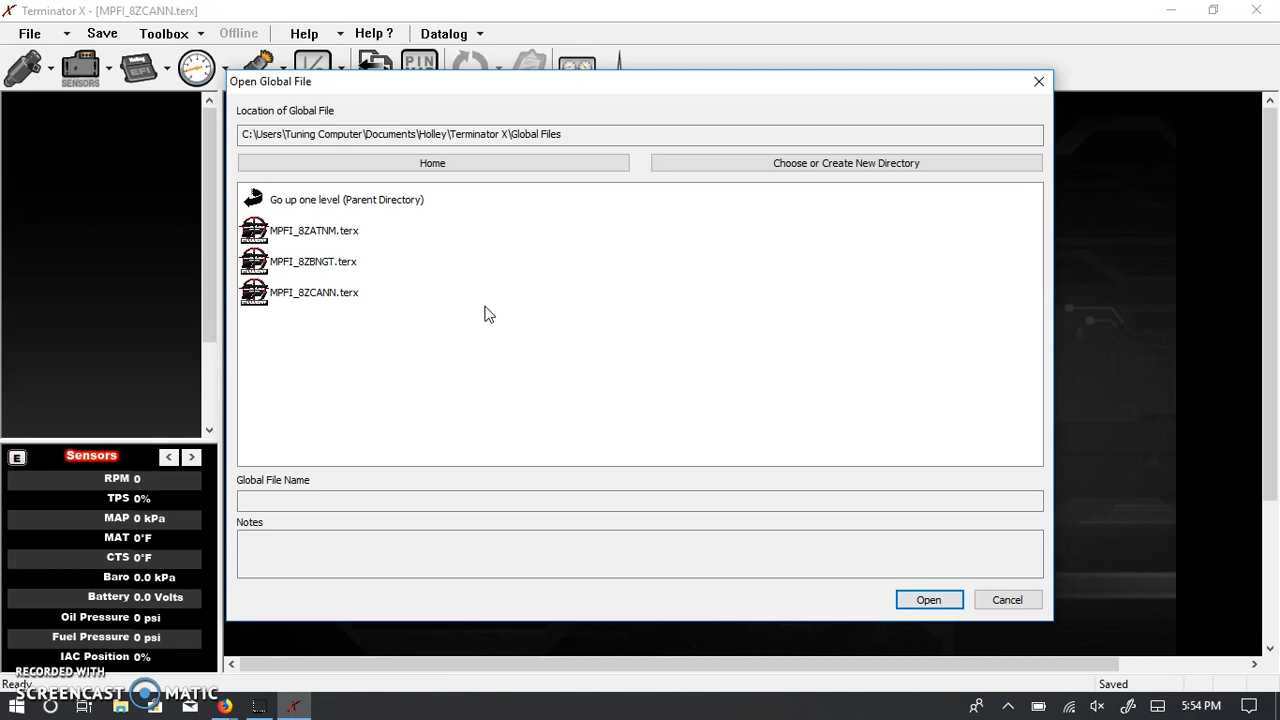 Terminator X - [MPFI_8ZCANN.terx]
File Save Toolbox Offline Help Help ? Datalog
SENSORS EFI PIN
Open Global File
Location of Global File
C:\Users\Tuning Computer\Documents\Holley\Terminator X\Global Files
Home Choose or Create New Directory
Go up one level (Parent Directory)
MPFI_8ZATNM.terx
MPFI_8ZBNGT.terx
MPFI_8ZCANN.terx
Global File Name
Notes
Open Cancel
E Sensors < >
RPM 0
TPS 0%
MAP 0 kPa
MAT 0°F
CTS 0°F
Baro 0.0 kPa
Battery 0.0 Volts
Oil Pressure 0 psi
Fuel Pressure 0 psi
IAC Position 0%
RECORDED WITH
SCREENCAST MATIC
Ready Saved
5:54 PM